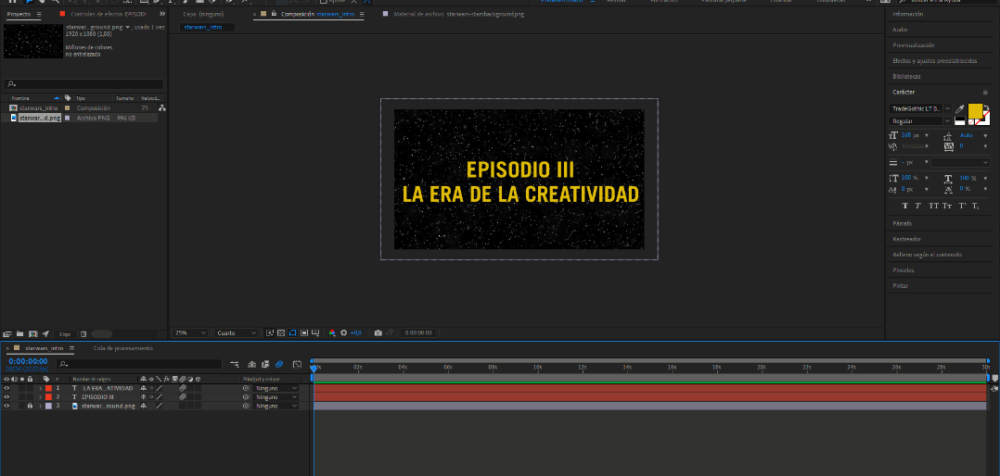 Proyecto
Controles de efectos EPISODI
starwar...ground.png
, usado 1 vez
1920 x 1080 (1,00)
Millones de colores
no entrelazado
Nombre
Tipo
Tamaño
Velocid...
starwars_intro
Composición
25
starwar...d.png
Archivo PNG
996 KB
8 bpc
Capa (ninguno)
Composición starwars_intro
Material de archivo starwars-starsbackground.png
starwars_intro
EPISODIO III
LA ERA DE LA CREATIVIDAD
25%
Cuarto
+0,0
0:00:00:00
Información
Audio
Previsualización
Efectos y ajustes preestablecidos
Bibliotecas
Carácter
TradeGothic LT B...
Regular
168 px
Auto
0
- px
100 %
100 %
0 px
0 %
Párrafo
Rastreador
Relleno según el contenido
Pinceles
Pintar
starwars_intro
Cola de procesamiento
0:00:00:00
00000 (25.00 fps)
#
Nombre de origen
Principal y enlace
1
LA ERA...ATIVIDAD
Ninguno
2
EPISODIO III
Ninguno
3
starwar...round.png
Ninguno
02s
04s
06s
08s
10s
12s
14s
16s
18s
20s
22s
24s
26s
28s
30s